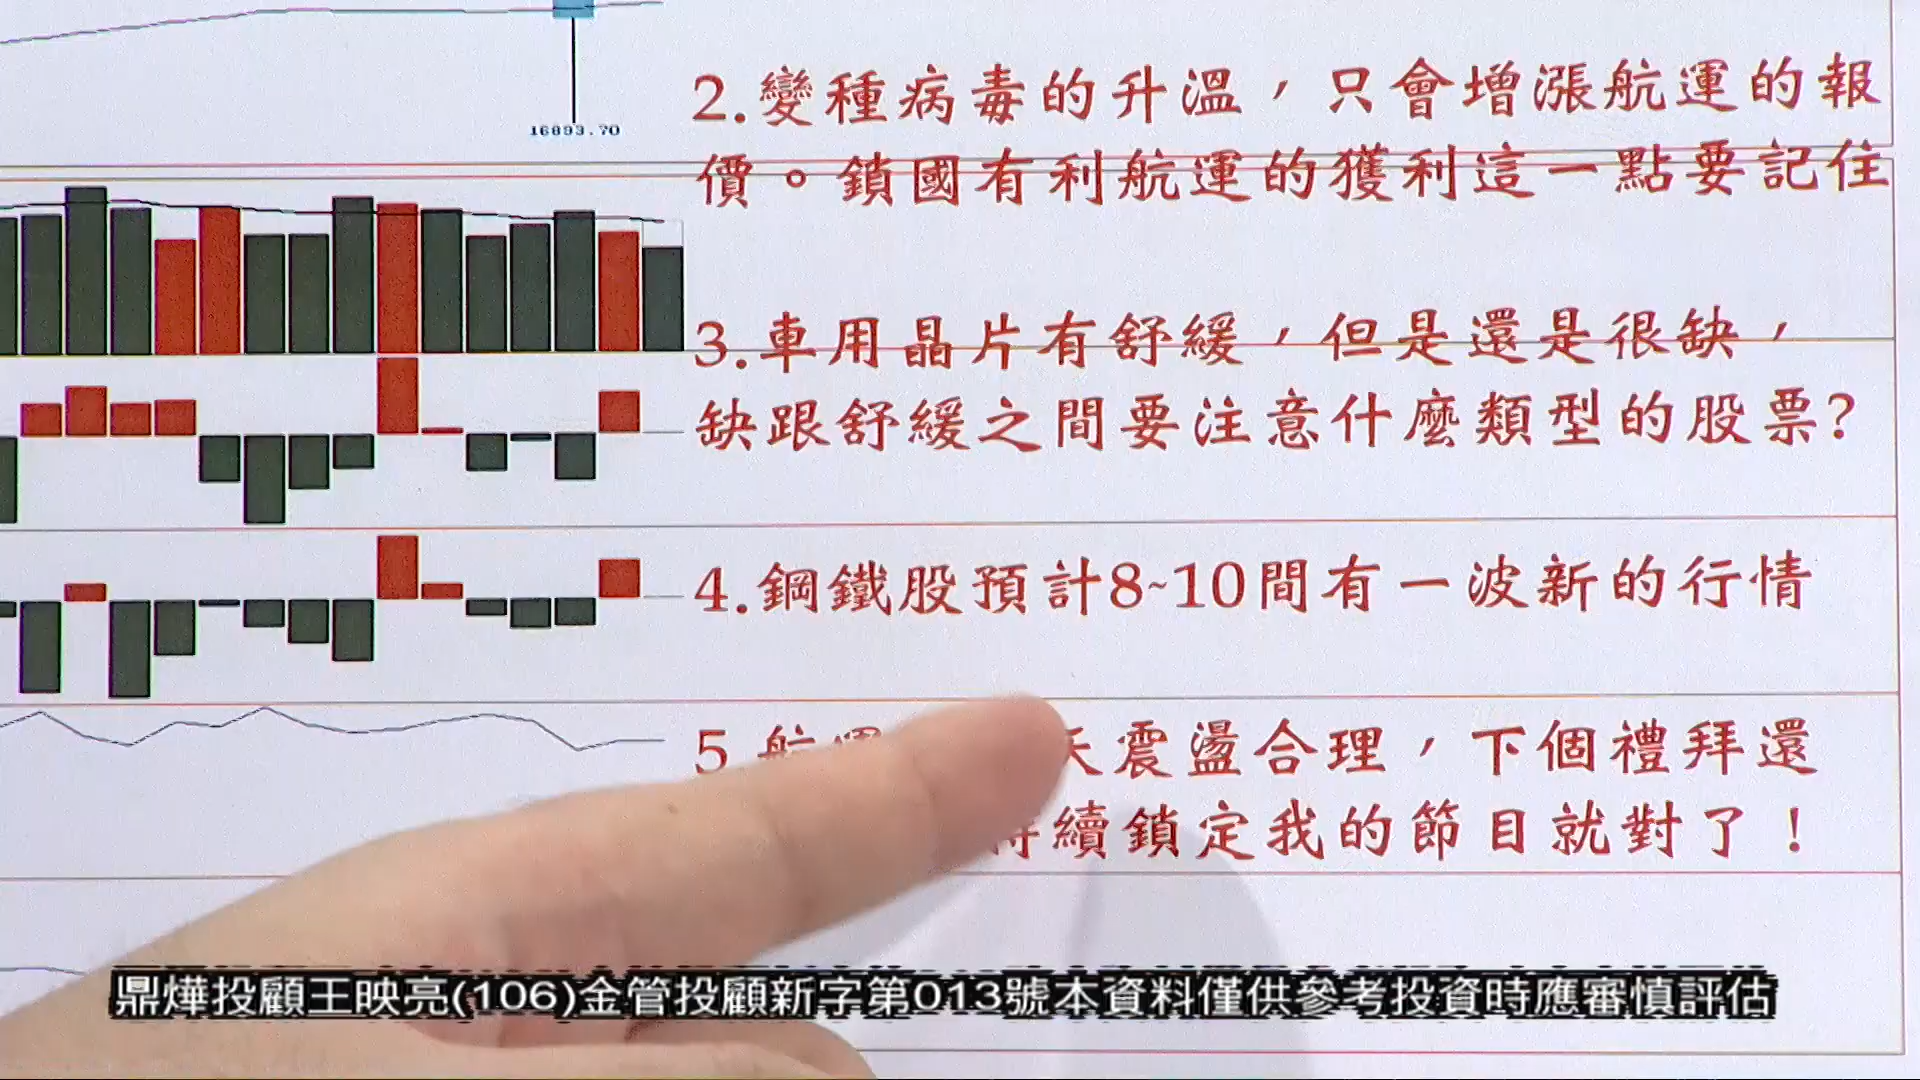 16893.70
2.變種病毒的升溫，只會增漲航運的報
價。鎖國有利航運的獲利這一點要記住
3.車用晶片有舒緩，但是還是很缺，
缺跟舒緩之間要注意什麼類型的股票?
4.鋼鐵股預計8~10間有一波新的行情
5 航運 天震盪合理，下個禮拜還
持續鎖定我的節目就對了！
鼎燁投顧王映亮(106)金管投顧新字第013號本資料僅供參考投資時應審慎評估